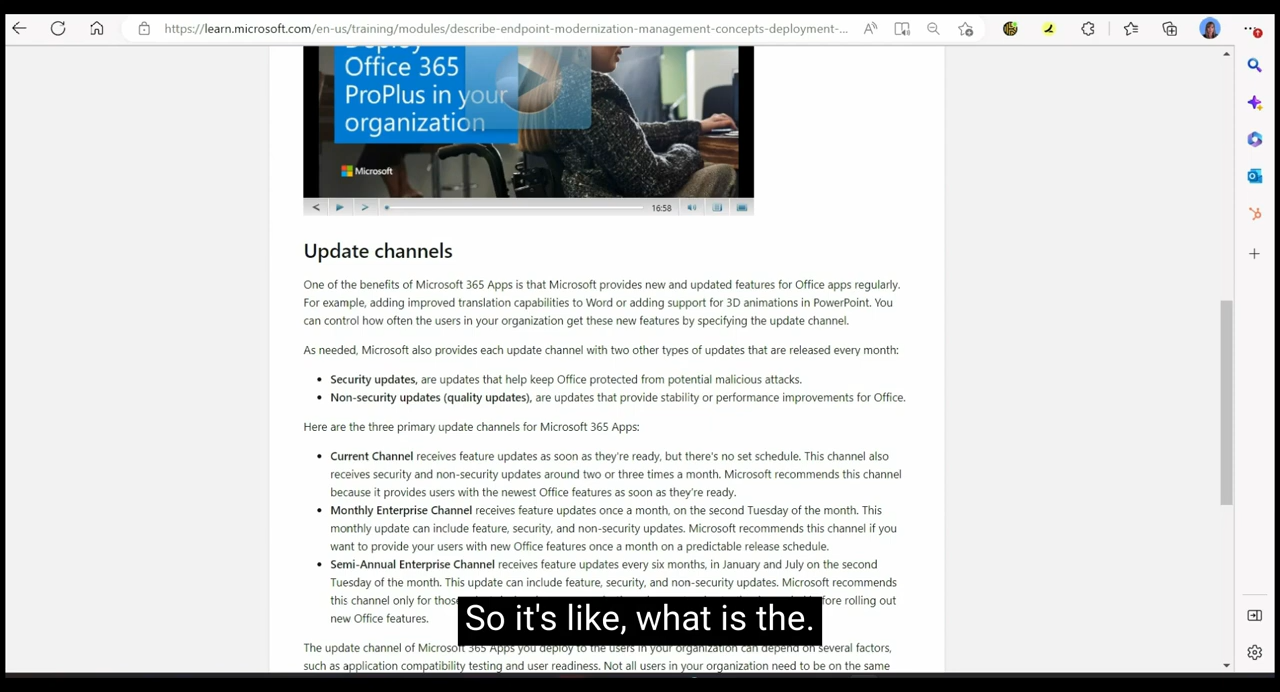 https://learn.microsoft.com/en-us/training/modules/describe-endpoint-modernization-management-concepts-deployment-...
Deploy
Office 365
ProPlus in your
organization
Microsoft
16:58
Update channels
One of the benefits of Microsoft 365 Apps is that Microsoft provides new and updated features for Office apps regularly.
For example, adding improved translation capabilities to Word or adding support for 3D animations in PowerPoint. You
can control how often the users in your organization get these new features by specifying the update channel.
As needed, Microsoft also provides each update channel with two other types of updates that are released every month:
• Security updates, are updates that help keep Office protected from potential malicious attacks.
• Non-security updates (quality updates), are updates that provide stability or performance improvements for Office.
Here are the three primary update channels for Microsoft 365 Apps:
• Current Channel receives feature updates as soon as they're ready, but there's no set schedule. This channel also
receives security and non-security updates around two or three times a month. Microsoft recommends this channel
because it provides users with the newest Office features as soon as they're ready.
• Monthly Enterprise Channel receives feature updates once a month, on the second Tuesday of the month. This
monthly update can include feature, security, and non-security updates. Microsoft recommends this channel if you
want to provide your users with new Office features once a month on a predictable release schedule.
• Semi-Annual Enterprise Channel receives feature updates every six months, in January and July on the second
Tuesday of the month. This update can include feature, security, and non-security updates. Microsoft recommends
this channel only for those rolling out
new Office features.
So it's like, what is the.
The update channel of Microsoft 365 Apps you deploy to the users in your organization can depend on several factors,
such as application compatibility testing and user readiness. Not all users in your organization need to be on the same